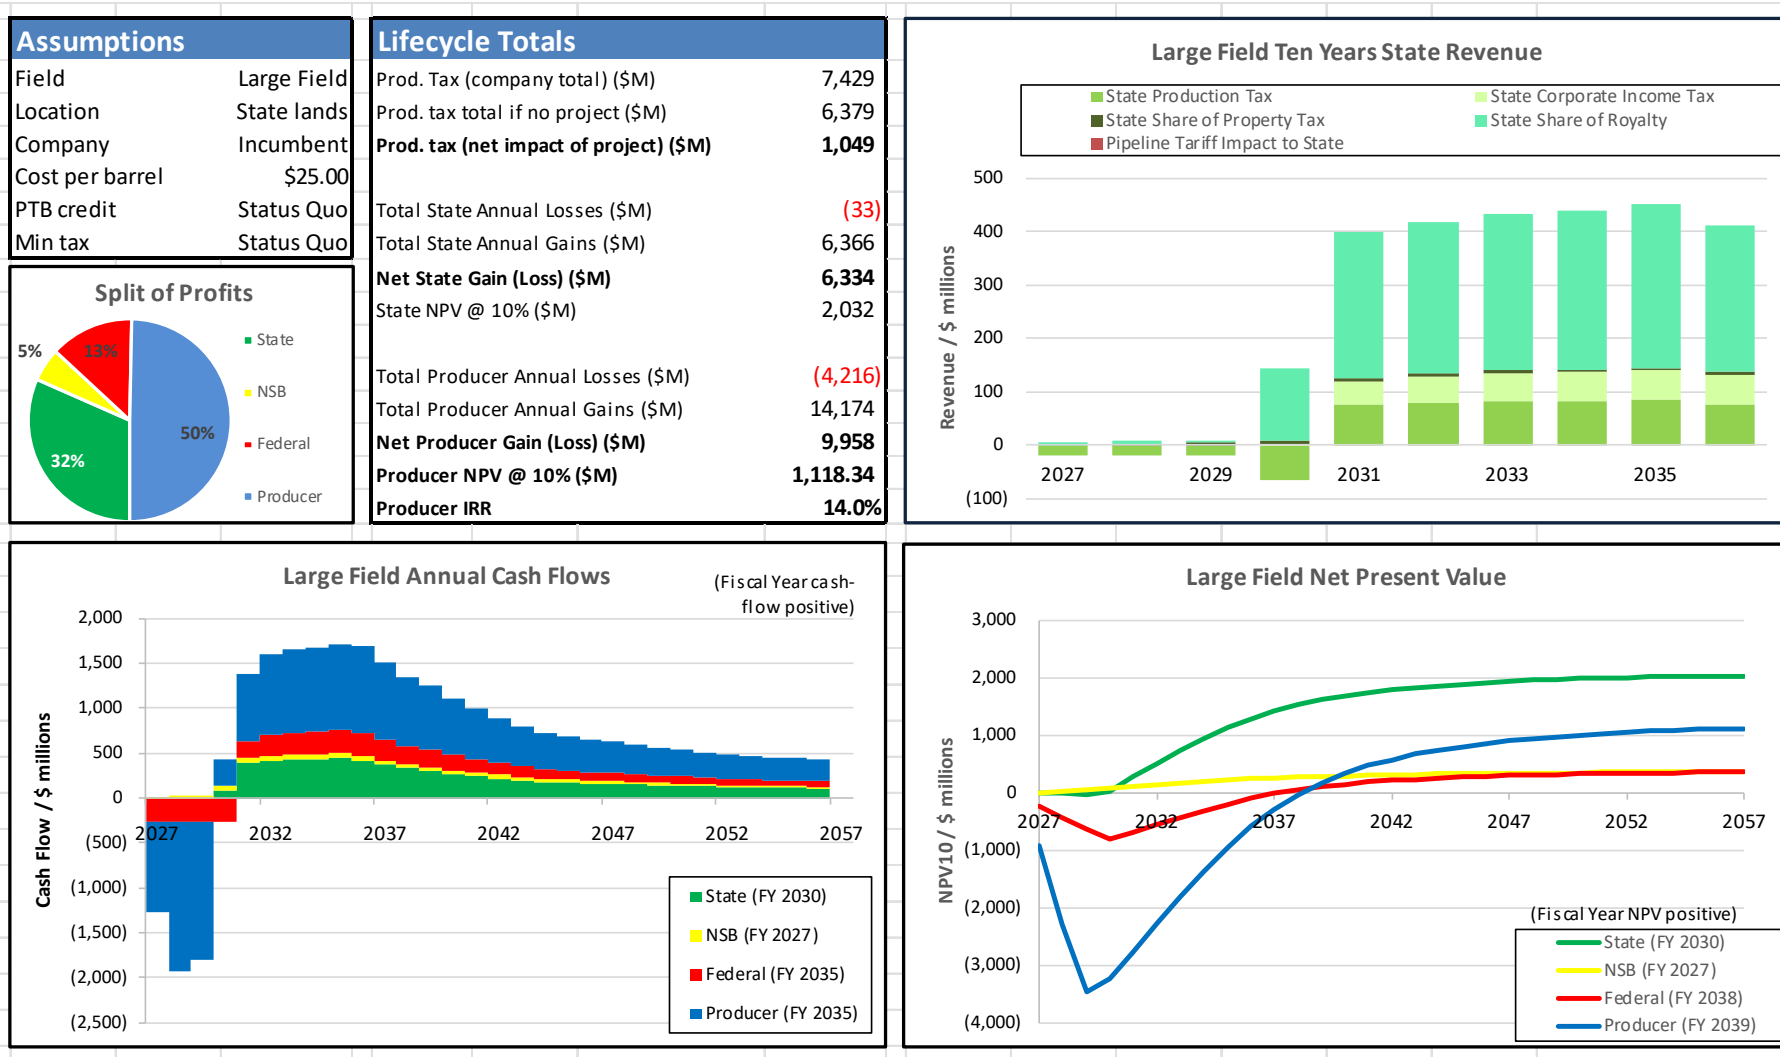 Assumptions
Field Large Field
Location State lands
Company Incumbent
Cost per barrel $25.00
PTB credit Status Quo
Min tax Status Quo
Split of Profits
5%
13%
50%
32%
State
NSB
Federal
Producer
Lifecycle Totals
Prod. Tax (company total) ($M) 7,429
Prod. tax total if no project ($M) 6,379
Prod. tax (net impact of project) ($M) 1,049
Total State Annual Losses ($M) (33)
Total State Annual Gains ($M) 6,366
Net State Gain (Loss) ($M) 6,334
State NPV @ 10% ($M) 2,032
Total Producer Annual Losses ($M) (4,216)
Total Producer Annual Gains ($M) 14,174
Net Producer Gain (Loss) ($M) 9,958
Producer NPV @ 10% ($M) 1,118.34
Producer IRR 14.0%
Large Field Ten Years State Revenue
State Production Tax State Corporate Income Tax
State Share of Property Tax State Share of Royalty
Pipeline Tariff Impact to State
Revenue / $ millions
500
400
300
200
100
0
(100)
2027 2029 2031 2033 2035
Large Field Annual Cash Flows
(Fiscal Year cash-
flow positive)
Cash Flow / $ millions
2,000
1,500
1,000
500
0
(500)
(1,000)
(1,500)
(2,000)
(2,500)
2027 2032 2037 2042 2047 2052 2057
State (FY 2030)
NSB (FY 2027)
Federal (FY 2035)
Producer (FY 2035)
Large Field Net Present Value
NPV10 / $ millions
3,000
2,000
1,000
0
(1,000)
(2,000)
(3,000)
(4,000)
2027 2032 2037 2042 2047 2052 2057
(Fiscal Year NPV positive)
State (FY 2030)
NSB (FY 2027)
Federal (FY 2038)
Producer (FY 2039)